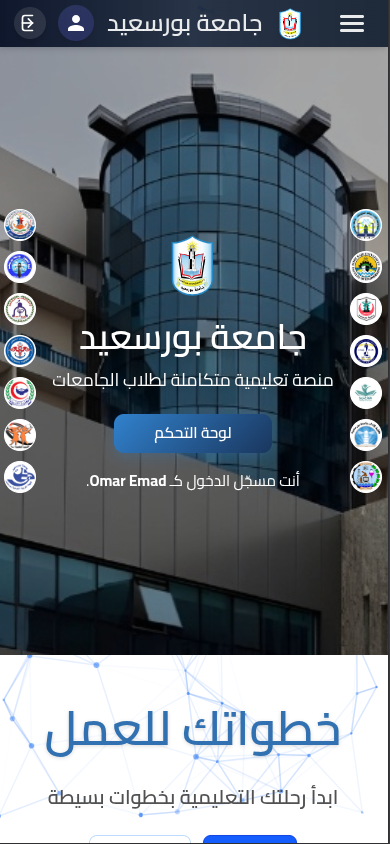 جامعة بورسعيد
جامعة بورسعيد
منصة تعليمية متكاملة لطلاب الجامعات
لوحة التحكم
أنت مسجّل الدخول كـ Omar Emad.
خطواتك للعمل
ابدأ رحلتك التعليمية بخطوات بسيطة